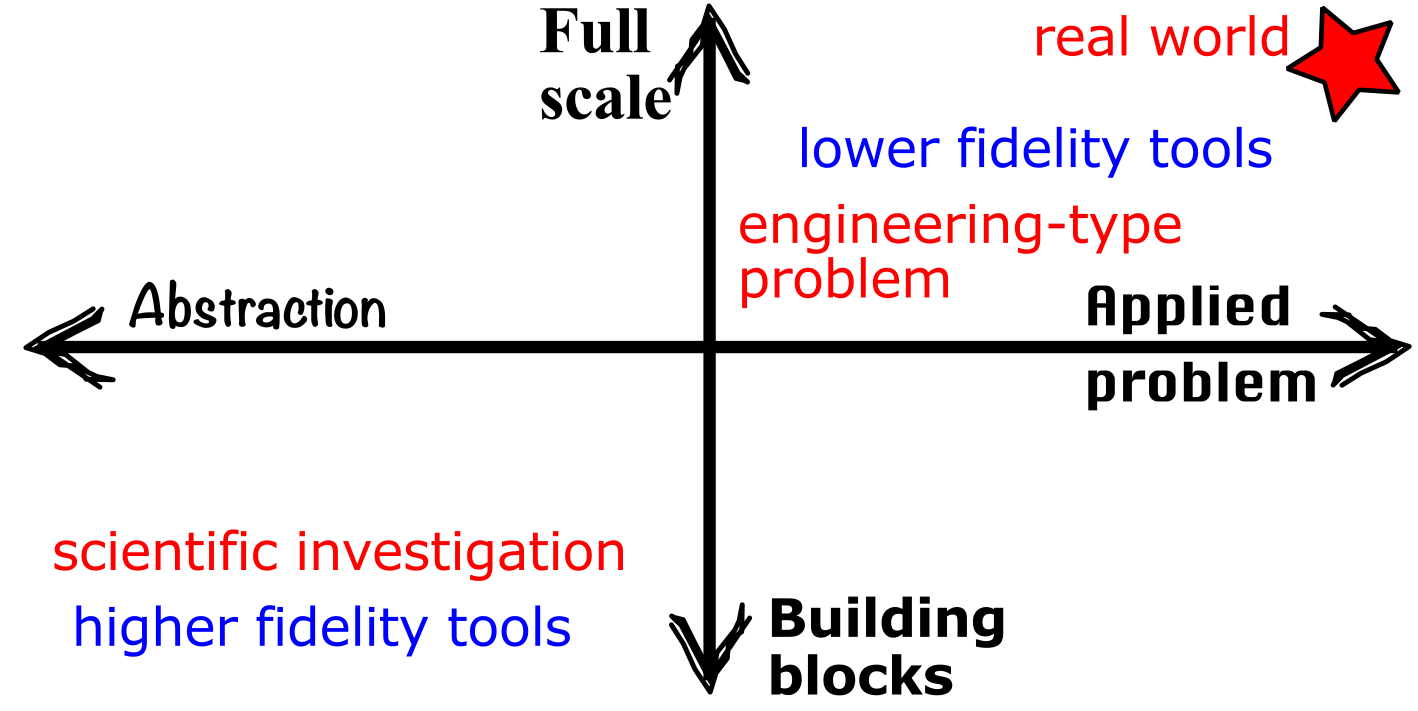 Full
scale
real world
lower fidelity tools
engineering-type
problem
Abstraction
Applied
problem
scientific investigation
higher fidelity tools
Building
blocks